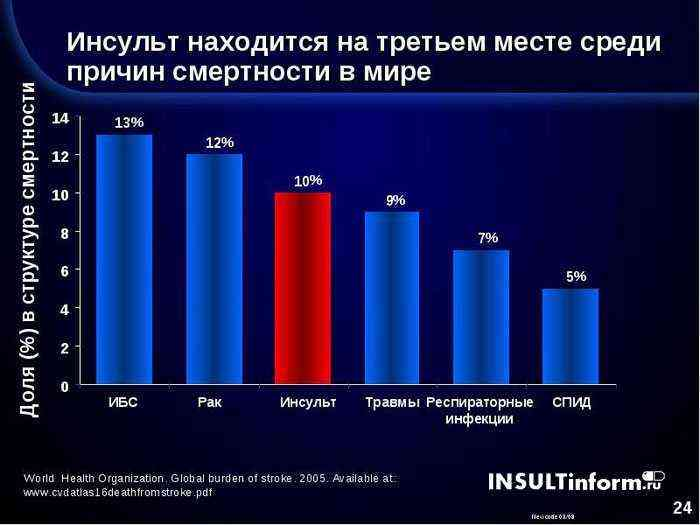 Инсульт находится на третьем месте среди
причин смертности в мире
Доля (%) в структуре смертности
14
12
10
8
6
4
2
0
13%
12%
10%
9%
7%
5%
ИБС
Рак
Инсульт
Травмы
Респираторные
инфекции
СПИД
World Health Organization. Global burden of stroke. 2005. Available at:
www.cvdatlas16deathfromstroke.pdf
INSULTinform.ru
24